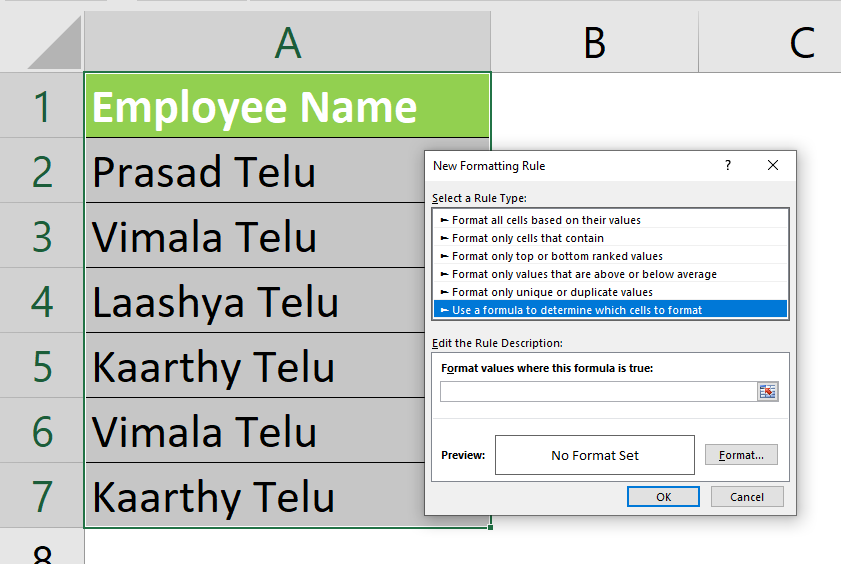 A B C
1 Employee Name
2 Prasad Telu
3 Vimala Telu
4 Laashya Telu
5 Kaarthy Telu
6 Vimala Telu
7 Kaarthy Telu
8
New Formatting Rule ?
Select a Rule Type:
► Format all cells based on their values
► Format only cells that contain
► Format only top or bottom ranked values
► Format only values that are above or below average
► Format only unique or duplicate values
► Use a formula to determine which cells to format
Edit the Rule Description:
Format values where this formula is true:
Preview: No Format Set Format...
OK Cancel